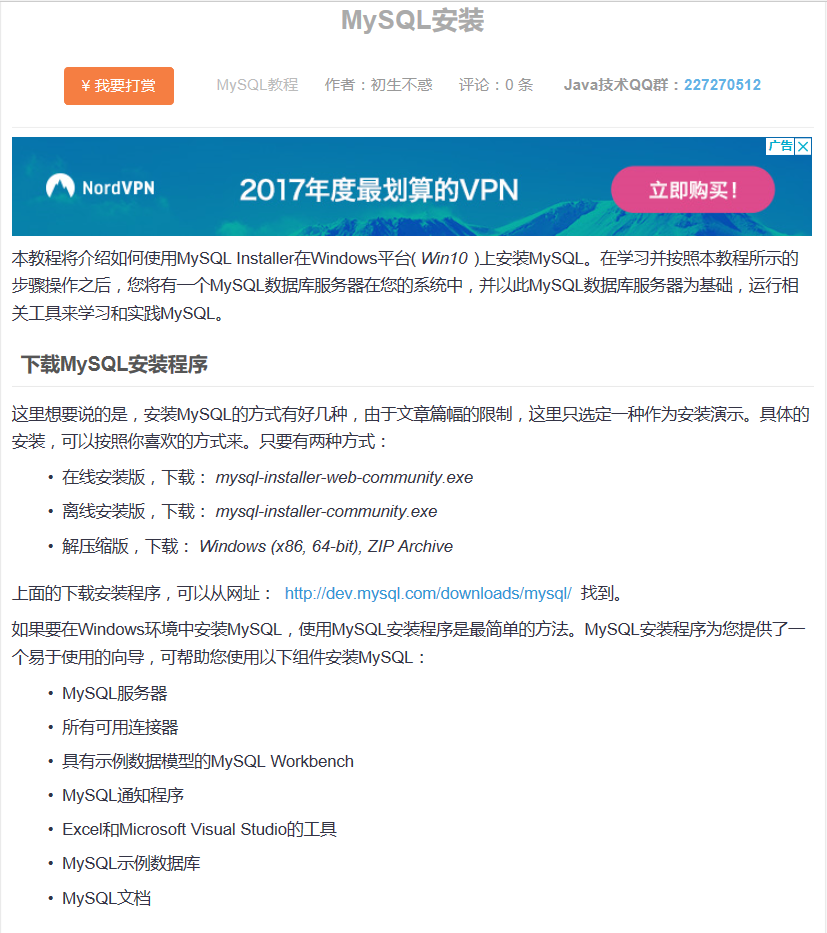 MySQL安装
¥ 我要打赏 MySQL教程 作者：初生不惑 评论：0 条 Java技术QQ群：227270512
广告
NordVPN 2017年度最划算的VPN 立即购买！
本教程将介绍如何使用MySQL Installer在Windows平台( Win10 )上安装MySQL。在学习并按照本教程所示的
步骤操作之后，您将有一个MySQL数据库服务器在您的系统中，并以此MySQL数据库服务器为基础，运行相
关工具来学习和实践MySQL。
下载MySQL安装程序
这里想要说的是，安装MySQL的方式有好几种，由于文章篇幅的限制，这里只选定一种作为安装演示。具体的
安装，可以按照你喜欢的方式来。只要有两种方式：
• 在线安装版，下载： mysql-installer-web-community.exe
• 离线安装版，下载： mysql-installer-community.exe
• 解压缩版，下载： Windows (x86, 64-bit), ZIP Archive
上面的下载安装程序，可以从网址： http://dev.mysql.com/downloads/mysql/ 找到。
如果要在Windows环境中安装MySQL，使用MySQL安装程序是最简单的方法。MySQL安装程序为您提供了一
个易于使用的向导，可帮助您使用以下组件安装MySQL：
• MySQL服务器
• 所有可用连接器
• 具有示例数据模型的MySQL Workbench
• MySQL通知程序
• Excel和Microsoft Visual Studio的工具
• MySQL示例数据库
• MySQL文档